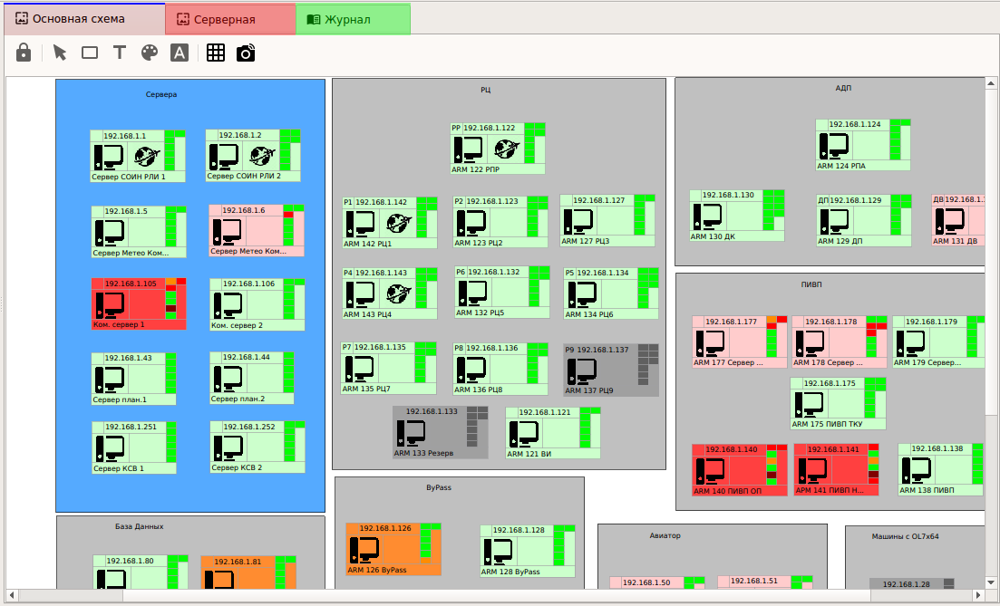 Основная схема
Серверная
Журнал
T
A
Сервера
192.168.1.1
Сервер СОИН РЛИ 1
192.168.1.2
Сервер СОИН РЛИ 2
192.168.1.5
Сервер Метео Ком...
192.168.1.6
Сервер Метео Ком...
192.168.1.105
Ком. сервер 1
192.168.1.106
Ком. сервер 2
192.168.1.43
Сервер план.1
192.168.1.44
Сервер план.2
192.168.1.251
Сервер КСВ 1
192.168.1.252
Сервер КСВ 2
РЦ
РР 192.168.1.122
ARM 122 РПР
Р1 192.168.1.142
ARM 142 РЦ1
Р2 192.168.1.123
ARM 123 РЦ2
192.168.1.127
ARM 127 РЦ3
Р4 192.168.1.143
ARM 143 РЦ4
Р6 192.168.1.132
ARM 132 РЦ5
Р5 192.168.1.134
ARM 134 РЦ6
Р7 192.168.1.135
ARM 135 РЦ7
Р8 192.168.1.136
ARM 136 РЦ8
Р9 192.168.1.137
ARM 137 РЦ9
192.168.1.133
ARM 133 Резерв
192.168.1.121
ARM 121 ВИ
АДП
192.168.1.124
ARM 124 РПА
192.168.1.130
ARM 130 ДК
ДП 192.168.1.129
ARM 129 ДП
ДВ 192.168.1.
ARM 131 ДВ
ПИВП
192.168.1.177
ARM 177 Сервер ...
192.168.1.178
ARM 178 Сервер ...
192.168.1.179
ARM 179 Сервер...
192.168.1.175
ARM 175 ПИВП ТКУ
192.168.1.140
ARM 140 ПИВП ОП
192.168.1.141
АРМ 141 ПИВП Н...
192.168.1.138
ARM 138 ПИВП
База Данных
192.168.1.80
192.168.1.81
ByPass
192.168.1.126
ARM 126 ByPass
192.168.1.128
ARM 128 ByPass
Авиатор
192.168.1.50
192.168.1.51
Машины с OL7x64
192.168.1.28